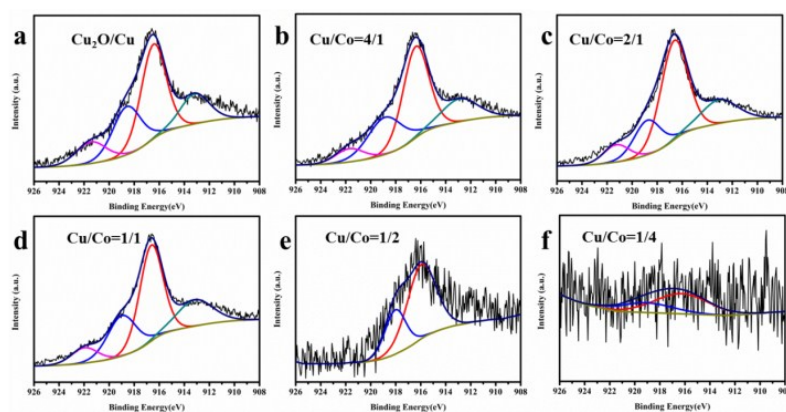 a
Cu₂O/Cu
Intensity (a.u.)
926 924 922 920 918 916 914 912 910 908
Binding Energy(eV)
b
Cu/Co=4/1
Intensity (a.u.)
926 924 922 920 918 916 914 912 910 908
Binding Energy(eV)
c
Cu/Co=2/1
Intensity (a.u.)
926 924 922 920 918 916 914 912 910 908
Binding Energy(eV)
d
Cu/Co=1/1
Intensity (a.u.)
926 924 922 920 918 916 914 912 910 908
Binding Energy(eV)
e
Cu/Co=1/2
Intensity (a.u.)
926 924 922 920 918 916 914 912 910 908
Binding Energy(eV)
f
Cu/Co=1/4
Intensity (a.u.)
926 924 922 920 918 916 914 912 910 908
Binding Energy(eV)